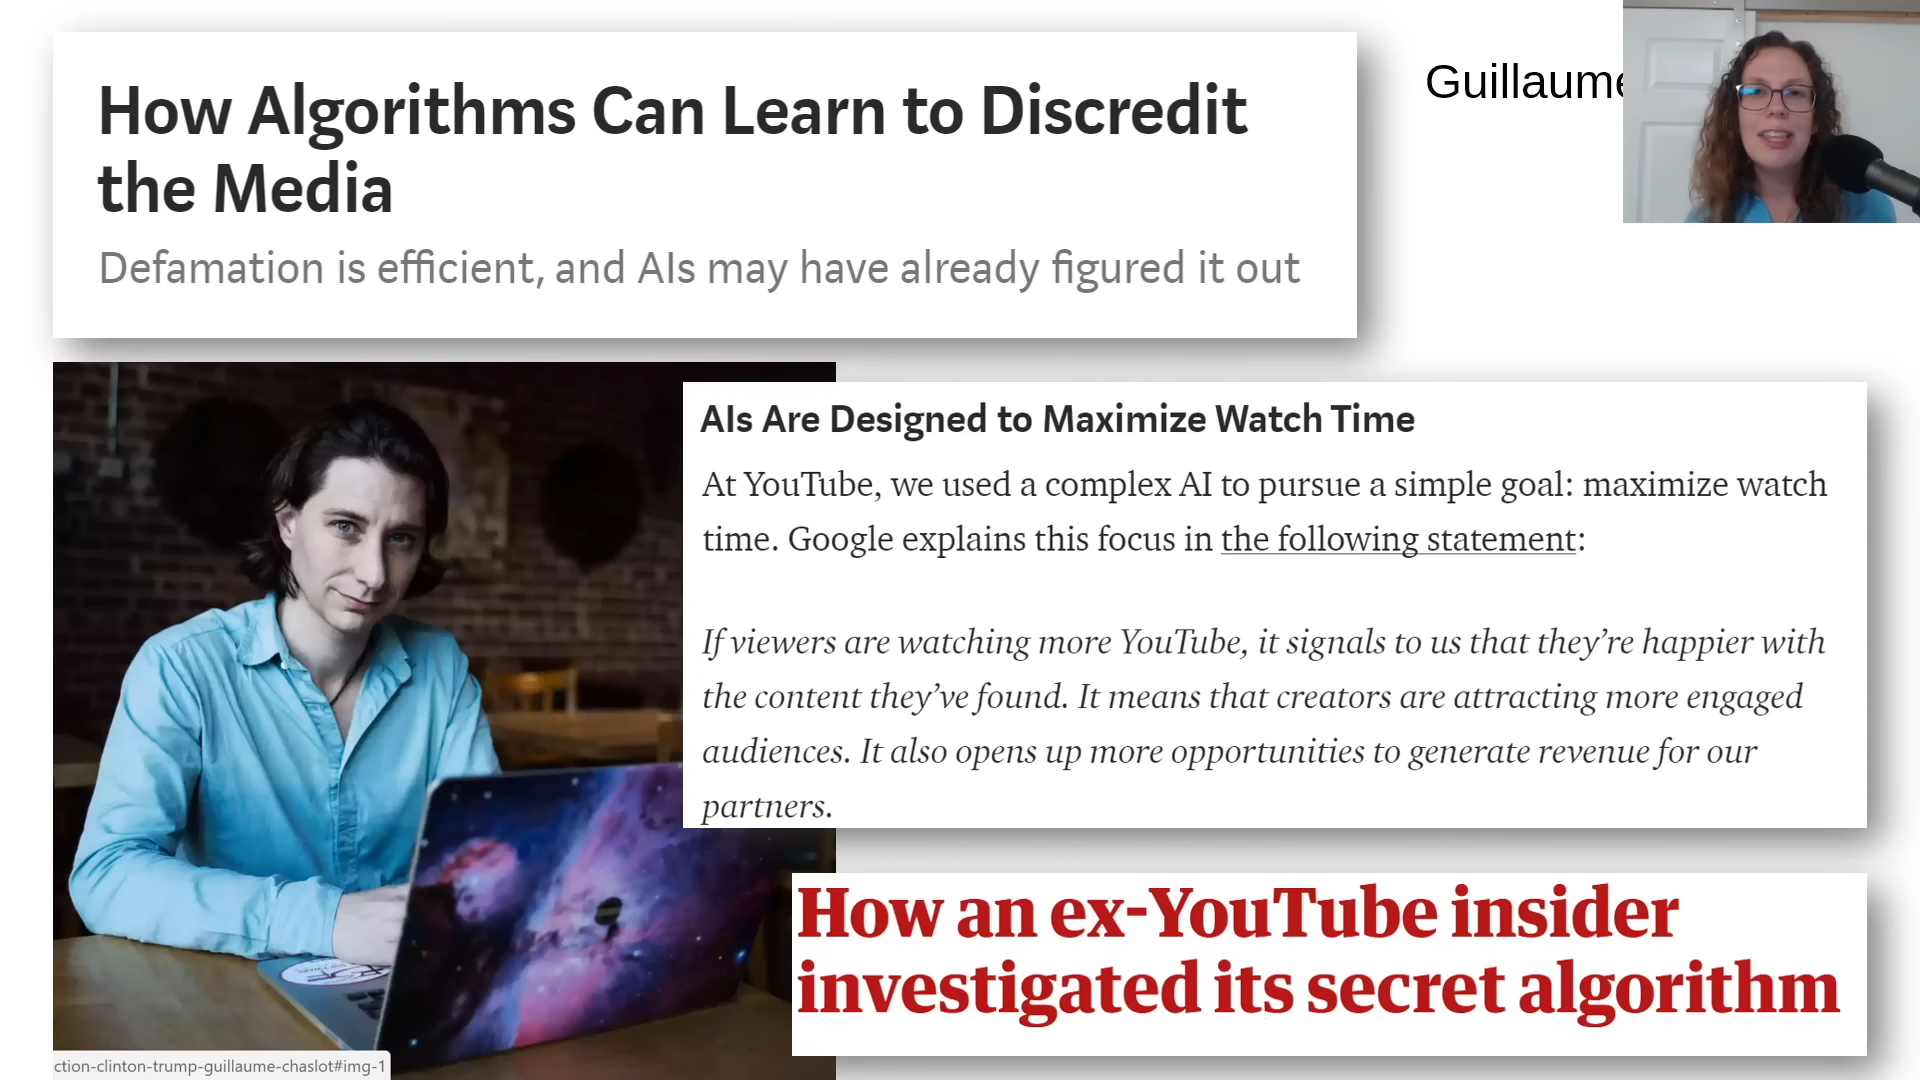 How Algorithms Can Learn to Discredit
the Media
Defamation is efficient, and AIs may have already figured it out
Guillaume
AIs Are Designed to Maximize Watch Time
At YouTube, we used a complex AI to pursue a simple goal: maximize watch
time. Google explains this focus in the following statement:
If viewers are watching more YouTube, it signals to us that they’re happier with
the content they’ve found. It means that creators are attracting more engaged
audiences. It also opens up more opportunities to generate revenue for our
partners.
How an ex-YouTube insider
investigated its secret algorithm
ction-clinton-trump-guillaume-chaslot#img-1